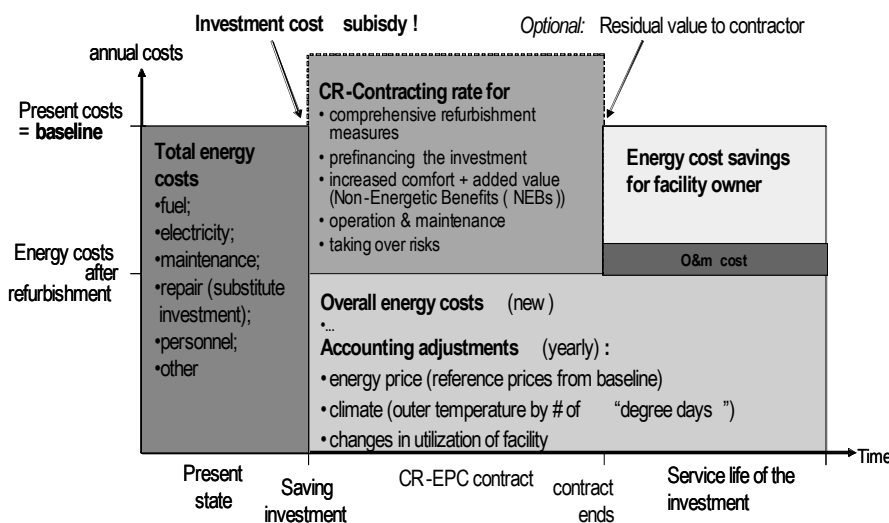 Investment cost subisdy !
Optional: Residual value to contractor
annual costs
Present costs
= baseline
Energy costs
after
refurbishment
Total energy
costs
•fuel;
•electricity;
•maintenance;
•repair (substitute
investment);
•personnel;
•other
CR-Contracting rate for
• comprehensive refurbishment
measures
• prefinancing the investment
• increased comfort + added value
(Non-Energetic Benefits ( NEBs))
• operation & maintenance
• taking over risks
Energy cost savings
for facility owner
O&m cost
Overall energy costs (new )
•...
Accounting adjustments (yearly) :
•energy price (reference prices from baseline)
•climate (outer temperature by # of “degree days ”)
•changes in utilization of facility
Time
Present
state
Saving
investment
CR-EPC contract
contract
ends
Service life of the
investment